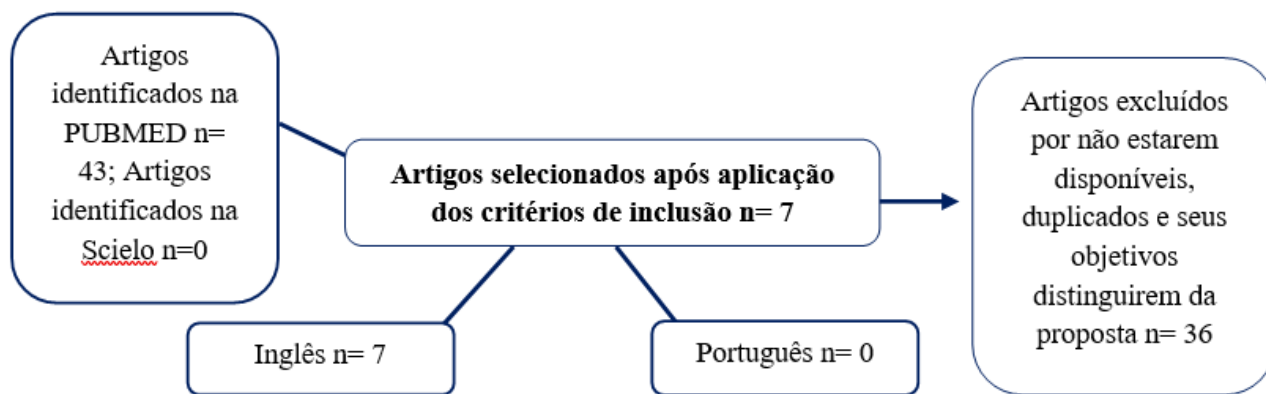 Artigos
identificados na
PUBMED n=
43; Artigos
identificados na
Scielo n=0
Artigos selecionados após aplicação
dos critérios de inclusão n= 7
Inglês n= 7
Português n= 0
Artigos excluídos
por não estarem
disponíveis,
duplicados e seus
objetivos
distinguirem da
proposta n= 36